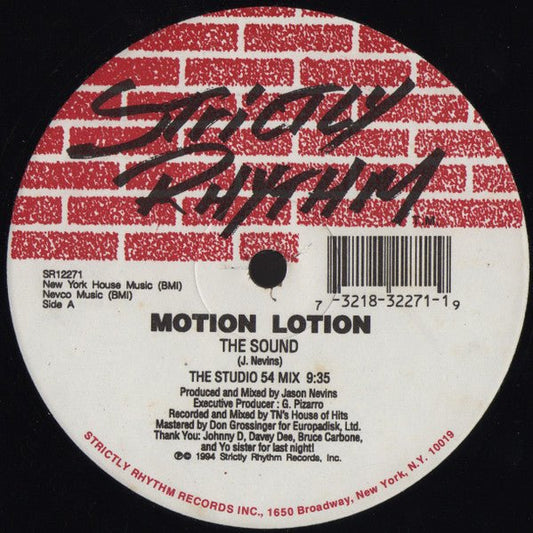 STRICTLY
RHYTHM
T.M.
SR12271
New York House Music (BMI)
Nevco Music (BMI)
Side A
7 -3218-32271-1 9
MOTION LOTION
THE SOUND
(J. Nevins)
THE STUDIO 54 MIX 9:35
Produced and Mixed by Jason Nevins
Executive Producer : G. Pizarro
Recorded and Mixed by TN's House of Hits
Mastered by Don Grossinger for Europadisk, Ltd.
Thank You: Johnny D, Davey Dee, Bruce Carbone,
and Yo sister for last night!
℗© 1994 Strictly Rhythm Records, Inc.
STRICTLY RHYTHM RECORDS INC., 1650 Broadway, New York, N.Y. 10019